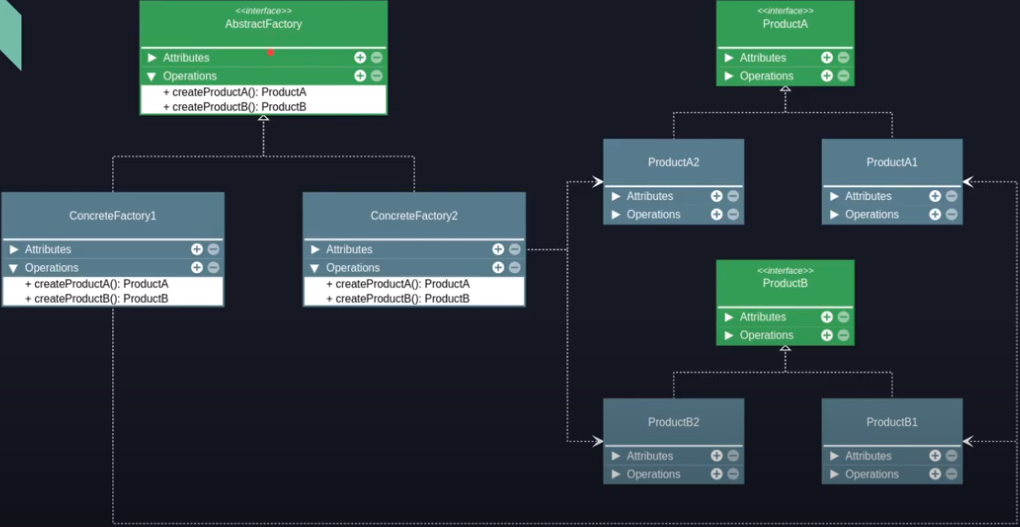 <<interface>>
AbstractFactory
Attributes
Operations
+ createProductA(): ProductA
+ createProductB(): ProductB
<<interface>>
ProductA
Attributes
Operations
ConcreteFactory1
Attributes
Operations
+ createProductA(): ProductA
+ createProductB(): ProductB
ConcreteFactory2
Attributes
Operations
+ createProductA(): ProductA
+ createProductB(): ProductB
ProductA2
Attributes
Operations
ProductA1
Attributes
Operations
<<interface>>
ProductB
Attributes
Operations
ProductB2
Attributes
Operations
ProductB1
Attributes
Operations